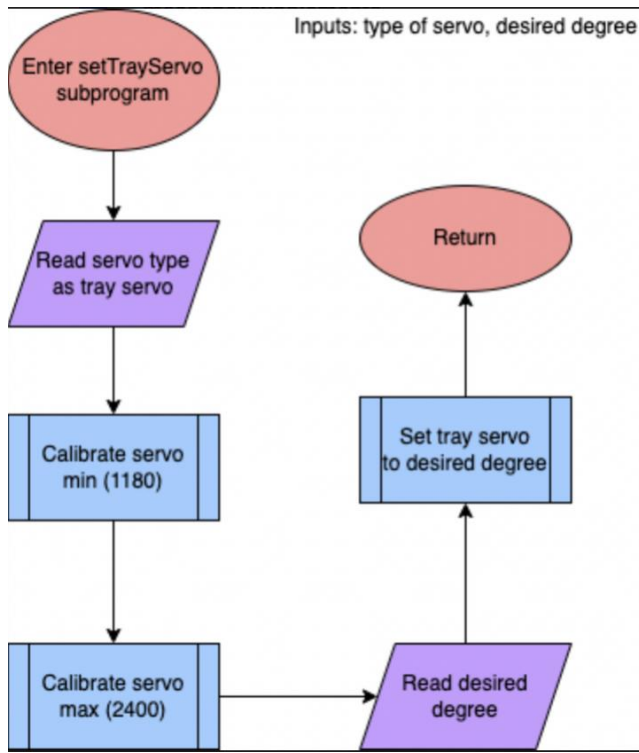 Inputs: type of servo, desired degree
Enter setTrayServo
subprogram
Read servo type
as tray servo
Calibrate servo
min (1180)
Calibrate servo
max (2400)
Read desired
degree
Set tray servo
to desired degree
Return